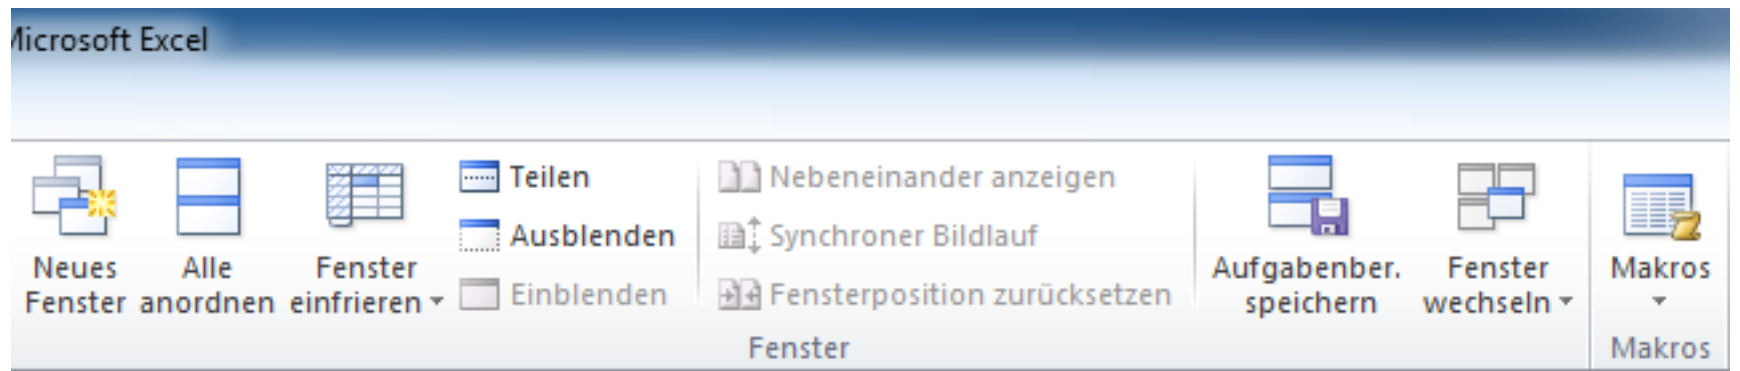 Microsoft Excel
Neues
Fenster
Alle
anordnen
Fenster
einfrieren
Teilen
Ausblenden
Einblenden
Nebeneinander anzeigen
Synchroner Bildlauf
Fensterposition zurücksetzen
Aufgabenber.
speichern
Fenster
wechseln
Makros
Fenster
Makros